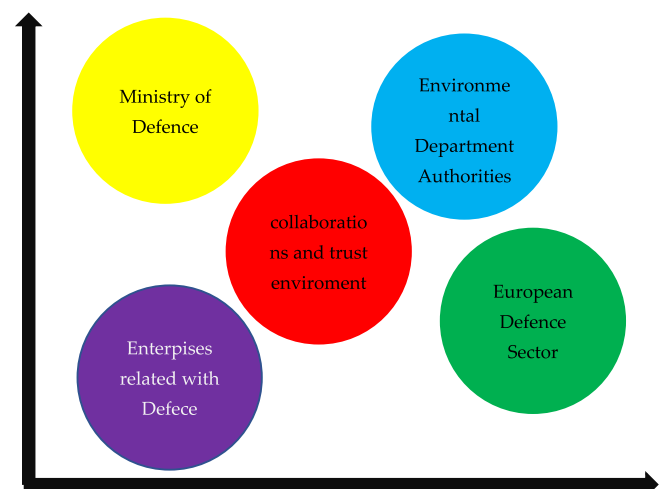 Ministry of
Defence
Environme
ntal
Department
Authorities
collaboratio
ns and trust
enviroment
European
Defence
Sector
Enterpises
related with
Defece